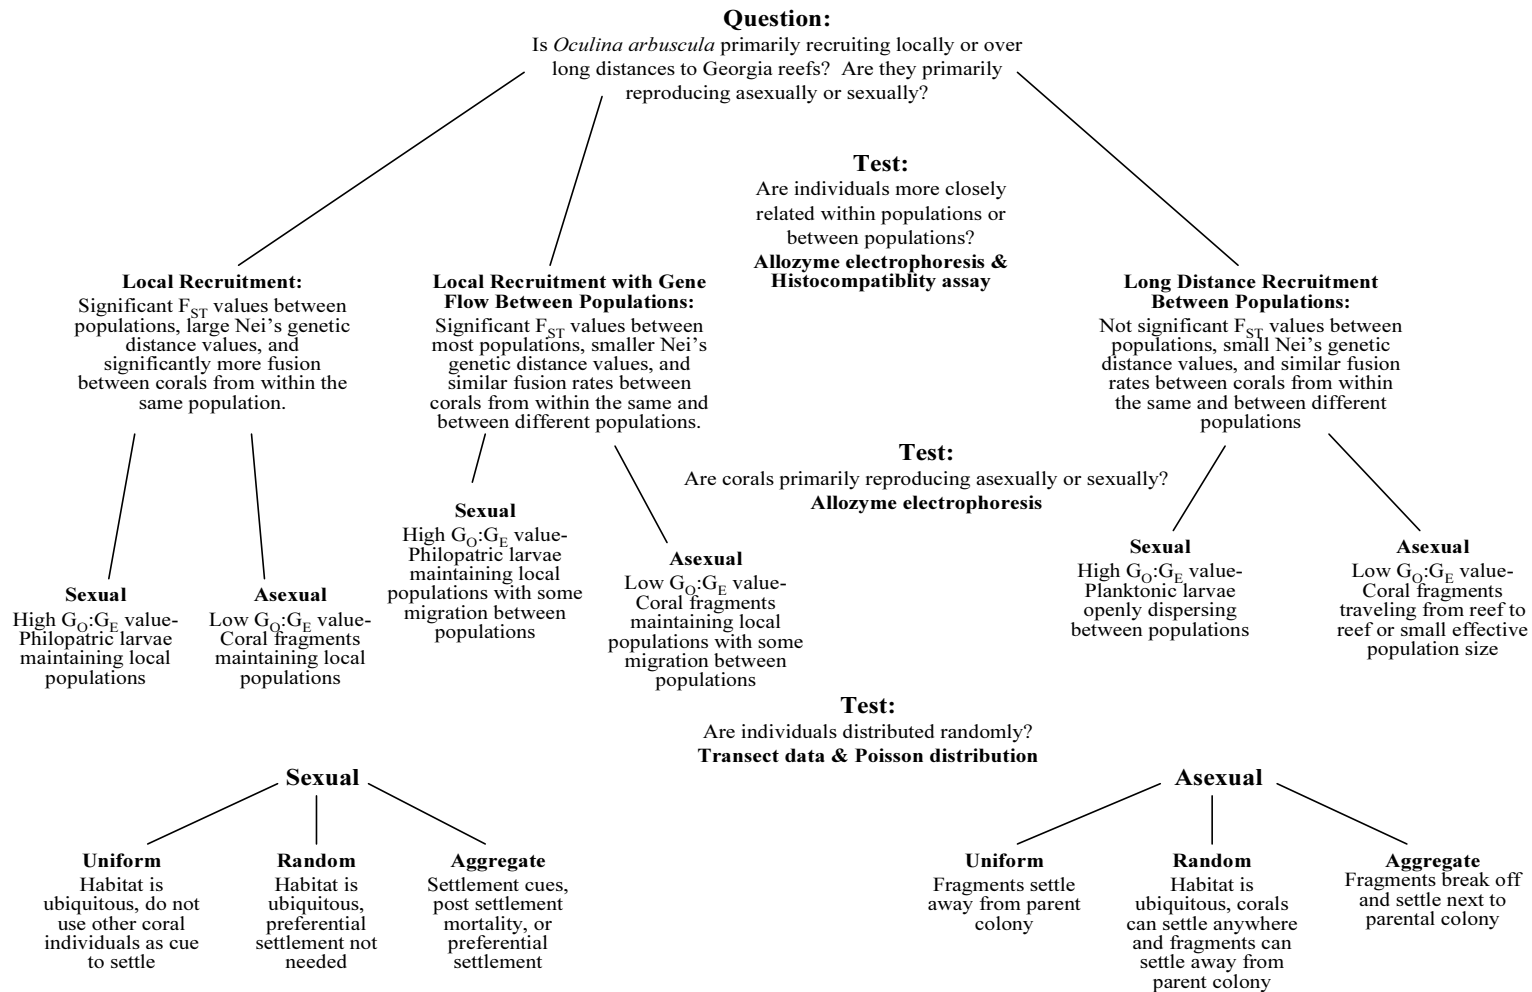 Question:
Is Oculina arbuscula primarily recruiting locally or over
long distances to Georgia reefs? Are they primarily
reproducing asexually or sexually?
Test:
Are individuals more closely
related within populations or
between populations?
Allozyme electrophoresis &
Histocompatiblity assay
Local Recruitment:
Significant FST values between
populations, large Nei's genetic
distance values, and
significantly more fusion
between corals from within the
same population.
Local Recruitment with Gene
Flow Between Populations:
Significant FST values between
most populations, smaller Nei's
genetic distance values, and
similar fusion rates between
corals from within the same and
between different populations.
Long Distance Recruitment
Between Populations:
Not significant FST values between
populations, small Nei's genetic
distance values, and similar fusion
rates between corals from within
the same and between different
populations
Test:
Are corals primarily reproducing asexually or sexually?
Allozyme electrophoresis
Sexual
High GO:GE value-
Philopatric larvae
maintaining local
populations
Asexual
Low GO:GE value-
Coral fragments
maintaining local
populations
Sexual
High GO:GE value-
Philopatric larvae
maintaining local
populations with some
migration between
populations
Asexual
Low GO:GE value-
Coral fragments
maintaining local
populations with some
migration between
populations
Sexual
High GO:GE value-
Planktonic larvae
openly dispersing
between populations
Asexual
Low GO:GE value-
Coral fragments
traveling from reef to
reef or small effective
population size
Test:
Are individuals distributed randomly?
Transect data & Poisson distribution
Sexual
Uniform
Habitat is
ubiquitous, do not
use other coral
individuals as cue
to settle
Random
Habitat is
ubiquitous,
preferential
settlement not
needed
Aggregate
Settlement cues,
post settlement
mortality, or
preferential
settlement
Asexual
Uniform
Fragments settle
away from parent
colony
Random
Habitat is
ubiquitous, corals
can settle anywhere
and fragments can
settle away from
parent colony
Aggregate
Fragments break off
and settle next to
parental colony